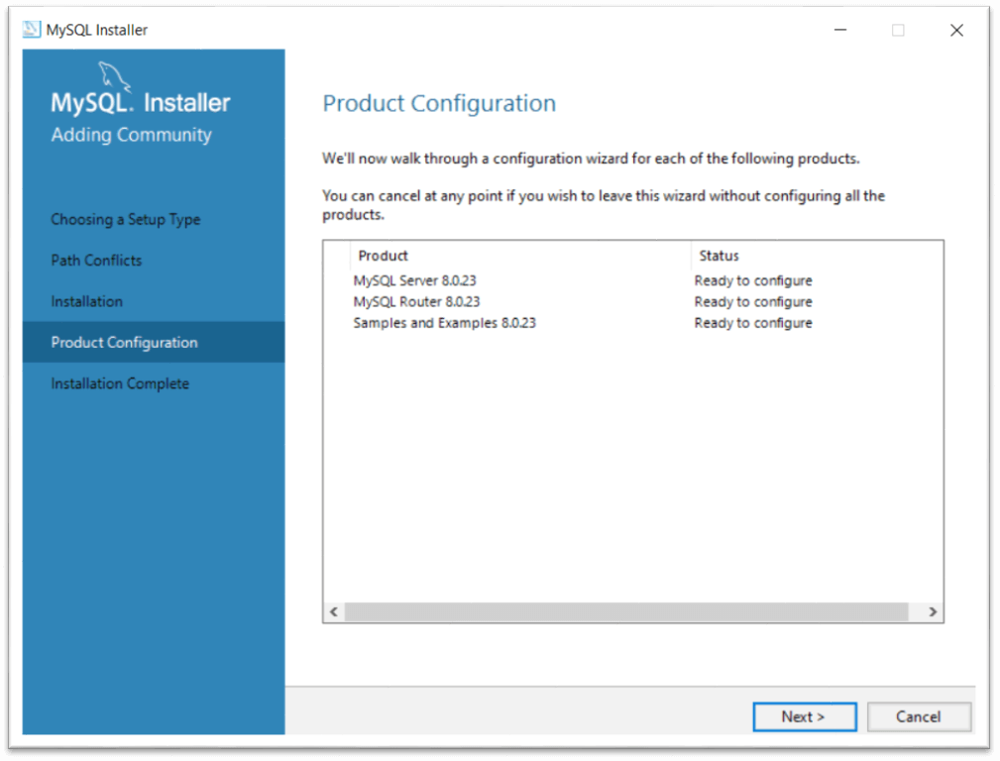 MySQL Installer
MySQL. Installer
Adding Community
Choosing a Setup Type
Path Conflicts
Installation
Product Configuration
Installation Complete
Product Configuration
We'll now walk through a configuration wizard for each of the following products.
You can cancel at any point if you wish to leave this wizard without configuring all the
products.
Product Status
MySQL Server 8.0.23 Ready to configure
MySQL Router 8.0.23 Ready to configure
Samples and Examples 8.0.23 Ready to configure
Next > Cancel